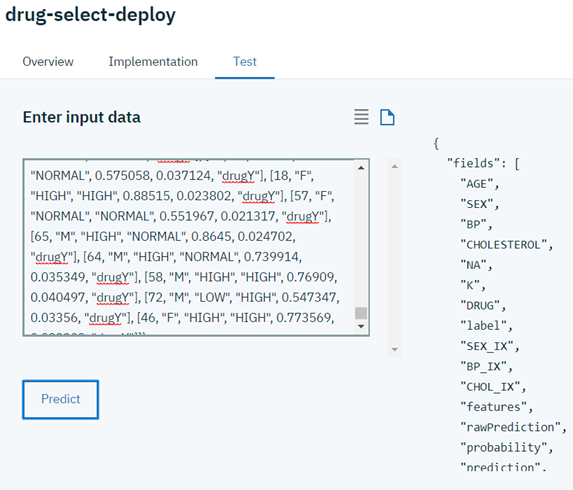 drug-select-deploy
Overview Implementation Test
Enter input data
"NORMAL", 0.575058, 0.037124, "drugY"], [18, "F",
"HIGH", "HIGH", 0.88515, 0.023802, "drugY"], [57, "F",
"NORMAL", "NORMAL", 0.551967, 0.021317, "drugY"],
[65, "M", "HIGH", "NORMAL", 0.8645, 0.024702,
"drugY"], [64, "M", "HIGH", "NORMAL", 0.739914,
0.035349, "drugY"], [58, "M", "HIGH", "HIGH", 0.76909,
0.040497, "drugY"], [72, "M", "LOW", "HIGH", 0.547347,
0.03356, "drugY"], [46, "F", "HIGH", "HIGH", 0.773569,
Predict
{
"fields": [
"AGE",
"SEX",
"BP",
"CHOLESTEROL",
"NA",
"K",
"DRUG",
"label",
"SEX_IX",
"BP_IX",
"CHOL_IX",
"features",
"rawPrediction",
"probability",
"prediction",